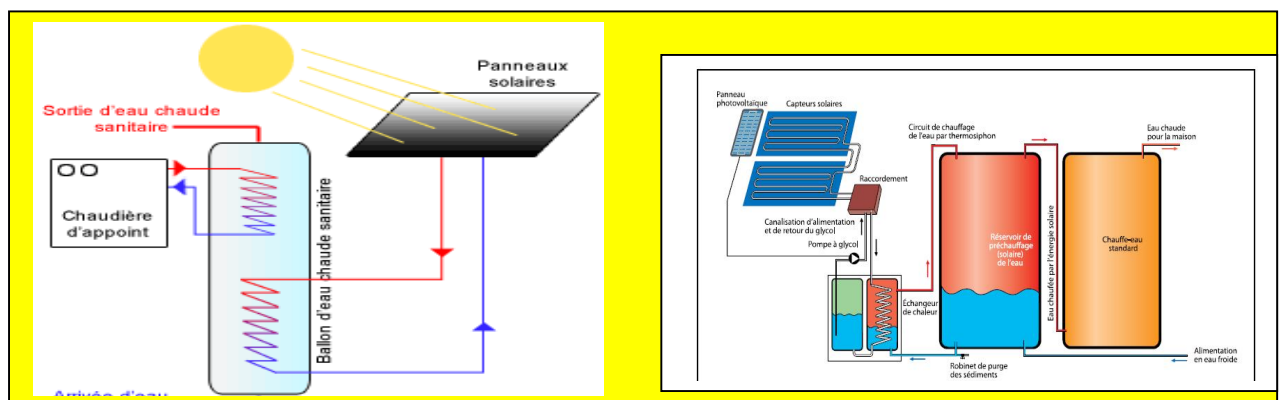 Panneaux
solaires
Sortie d'eau chaude
sanitaire
Chaudière
d'appoint
Ballon d'eau chaude sanitaire
Arrivée d'eau
Panneau
photovoltaïque
Capteurs solaires
Circuit de chauffage
de l'eau par thermosiphon
Eau chaude
pour la maison
Raccordement
Canalisation d'alimentation
et de retour du glycol
Pompe à glycol
Réservoir de
préchauffage
(solaire)
de l'eau
Eau chauffée par l'énergie solaire
Chauffe-eau
standard
Échangeur
de chaleur
Robinet de purge
des sédiments
Alimentation
en eau froide